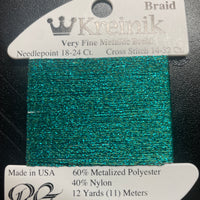 Braid
Kreinik
Very Fine Metallic Braid
Needlepoint 18-24 Ct. Cross Stitch 14-32 Ct.
Made in USA
60% Metalized Polyester
40% Nylon
12 Yards (11) Meters